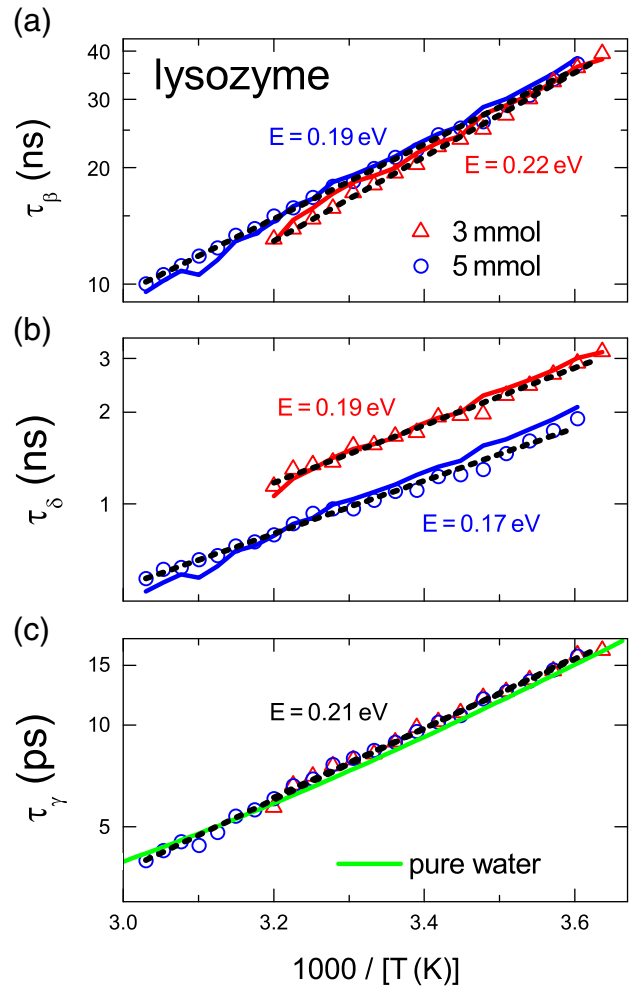 (a)
lysozyme
E = 0.19 eV
E = 0.22 eV
3 mmol
5 mmol
40
30
20
10
τβ (ns)
(b)
E = 0.19 eV
E = 0.17 eV
3
2
1
τδ (ns)
(c)
E = 0.21 eV
pure water
15
10
5
τγ (ps)
3.0
3.2
3.4
3.6
1000 / [T (K)]